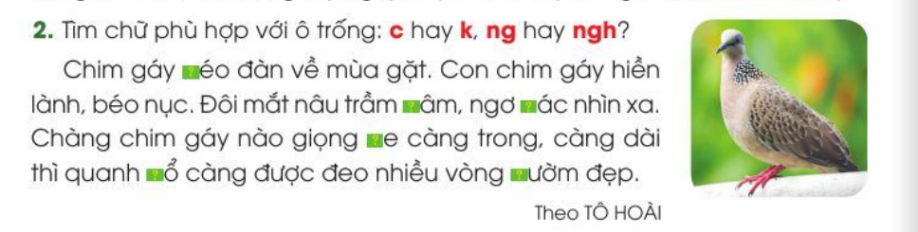 2. Tìm chữ phù hợp với ô trống: c hay k, ng hay ngh?
Chim gáy ?éo đàn về mùa gặt. Con chim gáy hiền
lành, béo nục. Đôi mắt nâu trầm ?âm, ngơ ?ác nhìn xa.
Chàng chim gáy nào giọng ?e càng trong, càng dài
thì quanh ?ổ càng được đeo nhiều vòng ?ườm đẹp.
Theo TÔ HOÀI